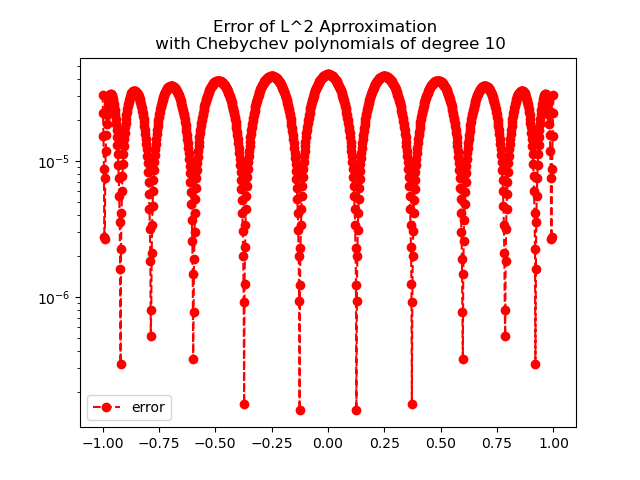 Error of L^2 Aprroximation
with Chebychev polynomials of degree 10
10⁻⁵
10⁻⁶
error
−1.00 −0.75 −0.50 −0.25 0.00 0.25 0.50 0.75 1.00